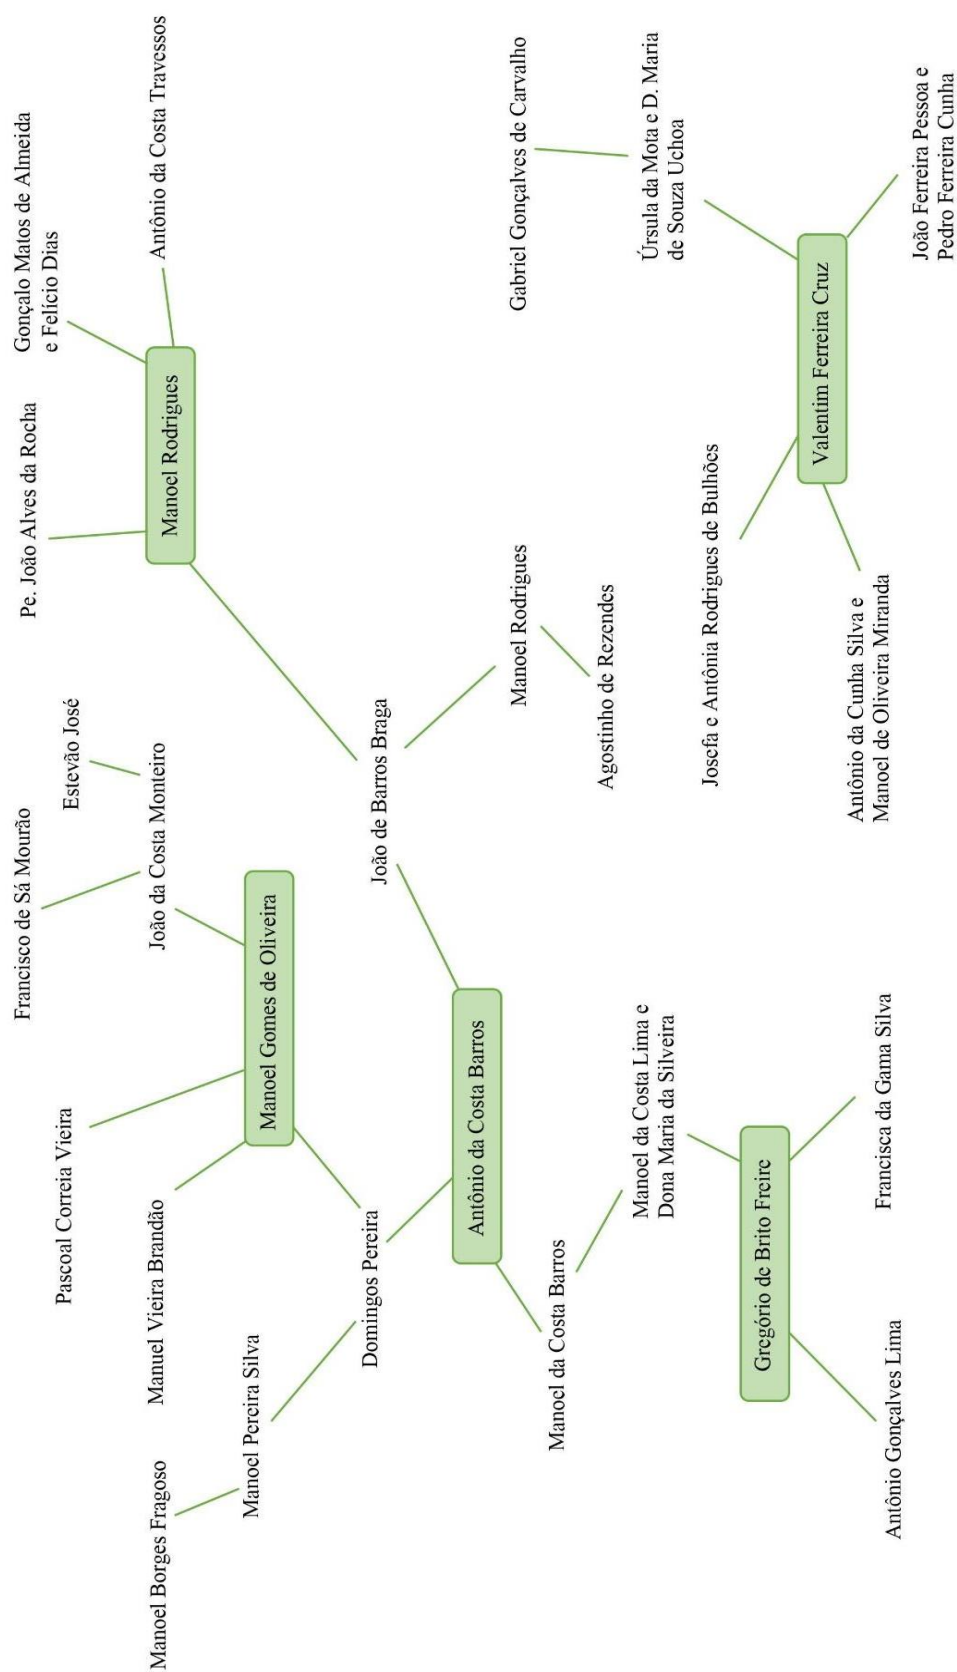 Gonçalo Matos de Almeida
e Felício Dias
Pe. João Alves da Rocha
Antônio da Costa Travessos
Manoel Rodrigues
Estevão José
Francisco de Sá Mourão
João da Costa Monteiro
Pascoal Correia Vieira
Manoel Gomes de Oliveira
Manuel Vieira Brandão
Manoel Borges Fragoso
Manoel Pereira Silva
Domingos Pereira
João de Barros Braga
Antônio da Costa Barros
Manoel Rodrigues
Agostinho de Rezendes
Manoel da Costa Barros
Manoel da Costa Lima e
Dona Maria da Silveira
Gregório de Brito Freire
Antônio Gonçalves Lima
Francisca da Gama Silva
Gabriel Gonçalves de Carvalho
Úrsula da Mota e D. Maria
de Souza Uchoa
Josefa e Antônia Rodrigues de Bulhões
Valentim Ferreira Cruz
Antônio da Cunha Silva e
Manoel de Oliveira Miranda
João Ferreira Pessoa e
Pedro Ferreira Cunha